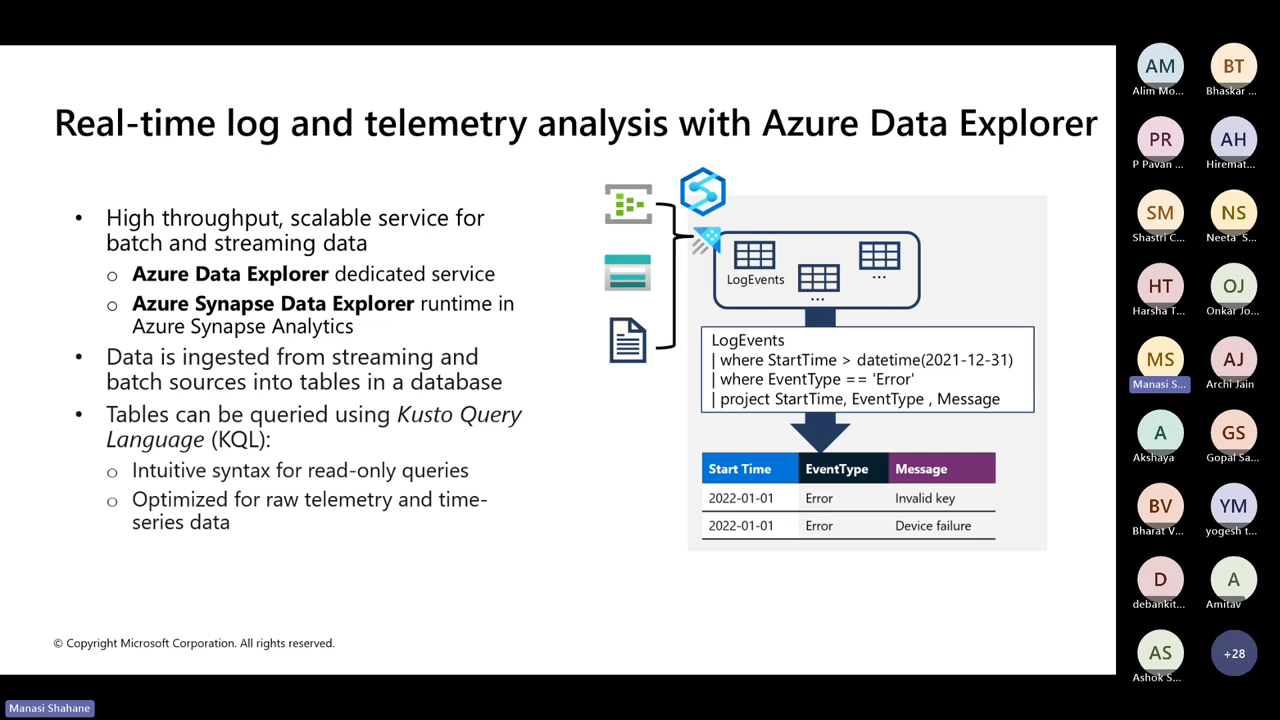 Real-time log and telemetry analysis with Azure Data Explorer
• High throughput, scalable service for
batch and streaming data
o Azure Data Explorer dedicated service
o Azure Synapse Data Explorer runtime in
Azure Synapse Analytics
• Data is ingested from streaming and
batch sources into tables in a database
• Tables can be queried using Kusto Query
Language (KQL):
o Intuitive syntax for read-only queries
o Optimized for raw telemetry and time-
series data
LogEvents
...
...
LogEvents
| where StartTime > datetime(2021-12-31)
| where EventType == 'Error'
| project StartTime, EventType , Message
Start Time EventType Message
2022-01-01 Error Invalid key
2022-01-01 Error Device failure
© Copyright Microsoft Corporation. All rights reserved.
AM BT
Alim Mo... Bhaskar ...
PR AH
P Pavan ... Hiremat...
SM NS
Shastri C... Neeta S...
HT OJ
Harsha T... Onkar Jo...
MS AJ
Manasi S... Archi Jain
A GS
Akshaya Gopal Sa...
BV YM
Bharat V... yogesh t...
D A
debankit... Amitav
AS +28
Ashok S...
Manasi Shahane